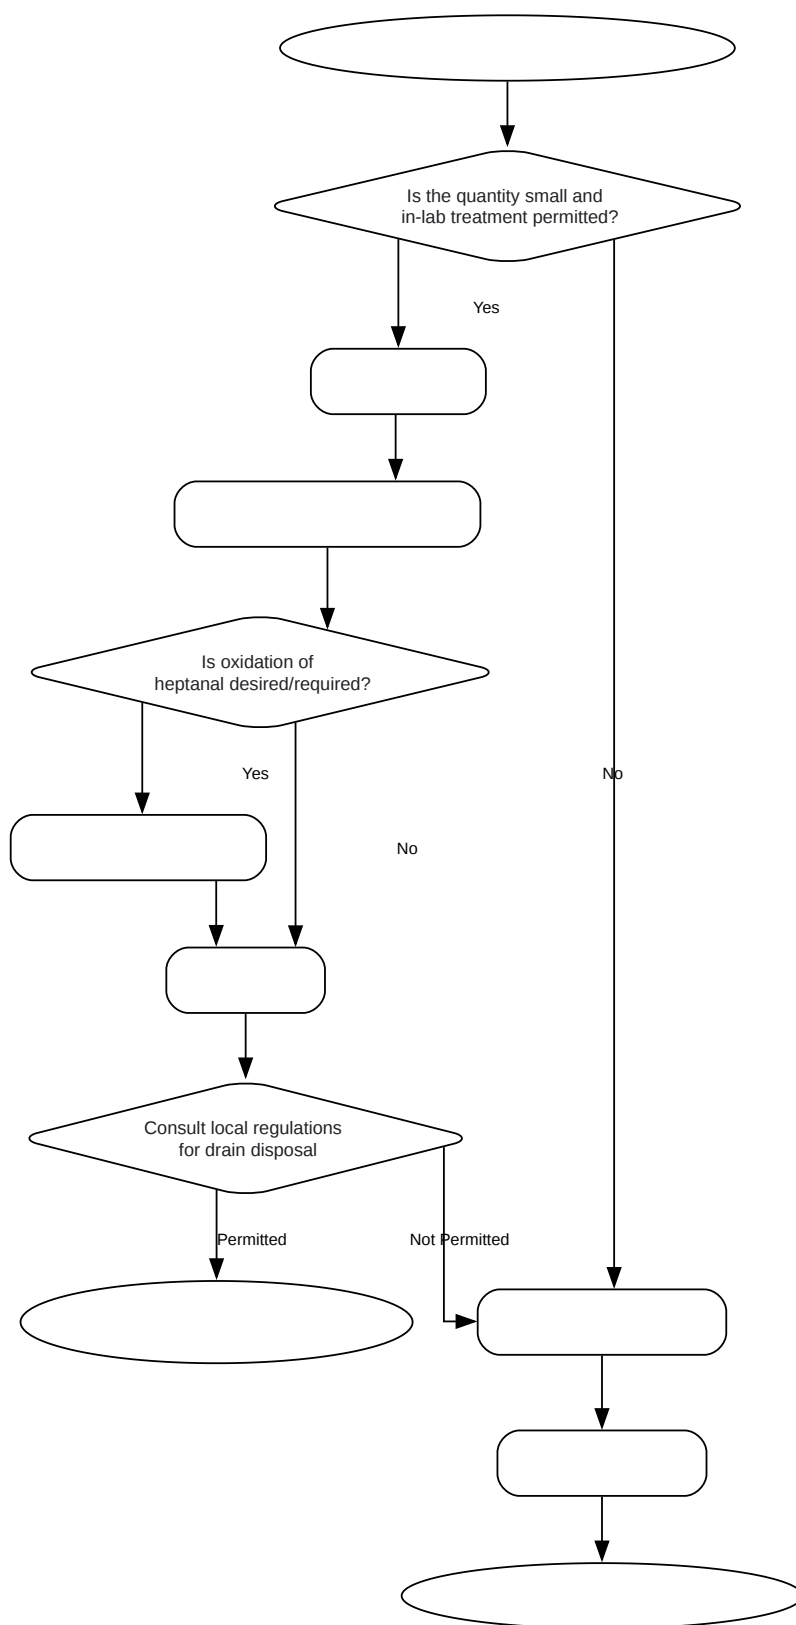 Is the quantity small and
in-lab treatment permitted?
Yes
Is oxidation of
heptanal desired/required?
Yes
No
No
Consult local regulations
for drain disposal
Permitted
Not Permitted